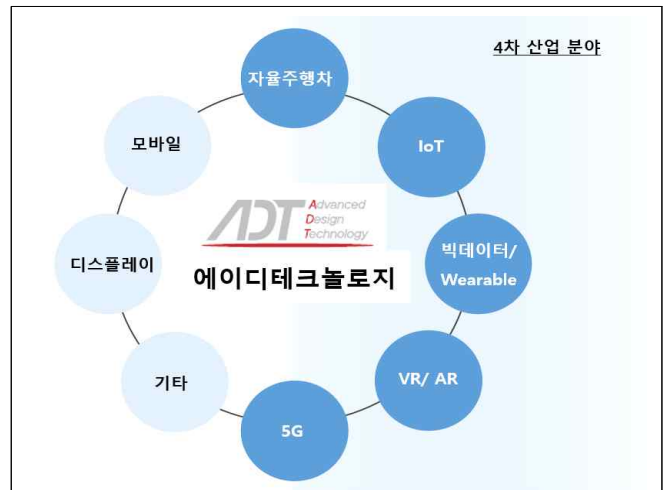 4차 산업 분야
자율주행차
모바일
IoT
Advanced
Design
Technology
ADT
에이디테크놀로지
디스플레이
빅데이터/
Wearable
기타
VR/ AR
5G